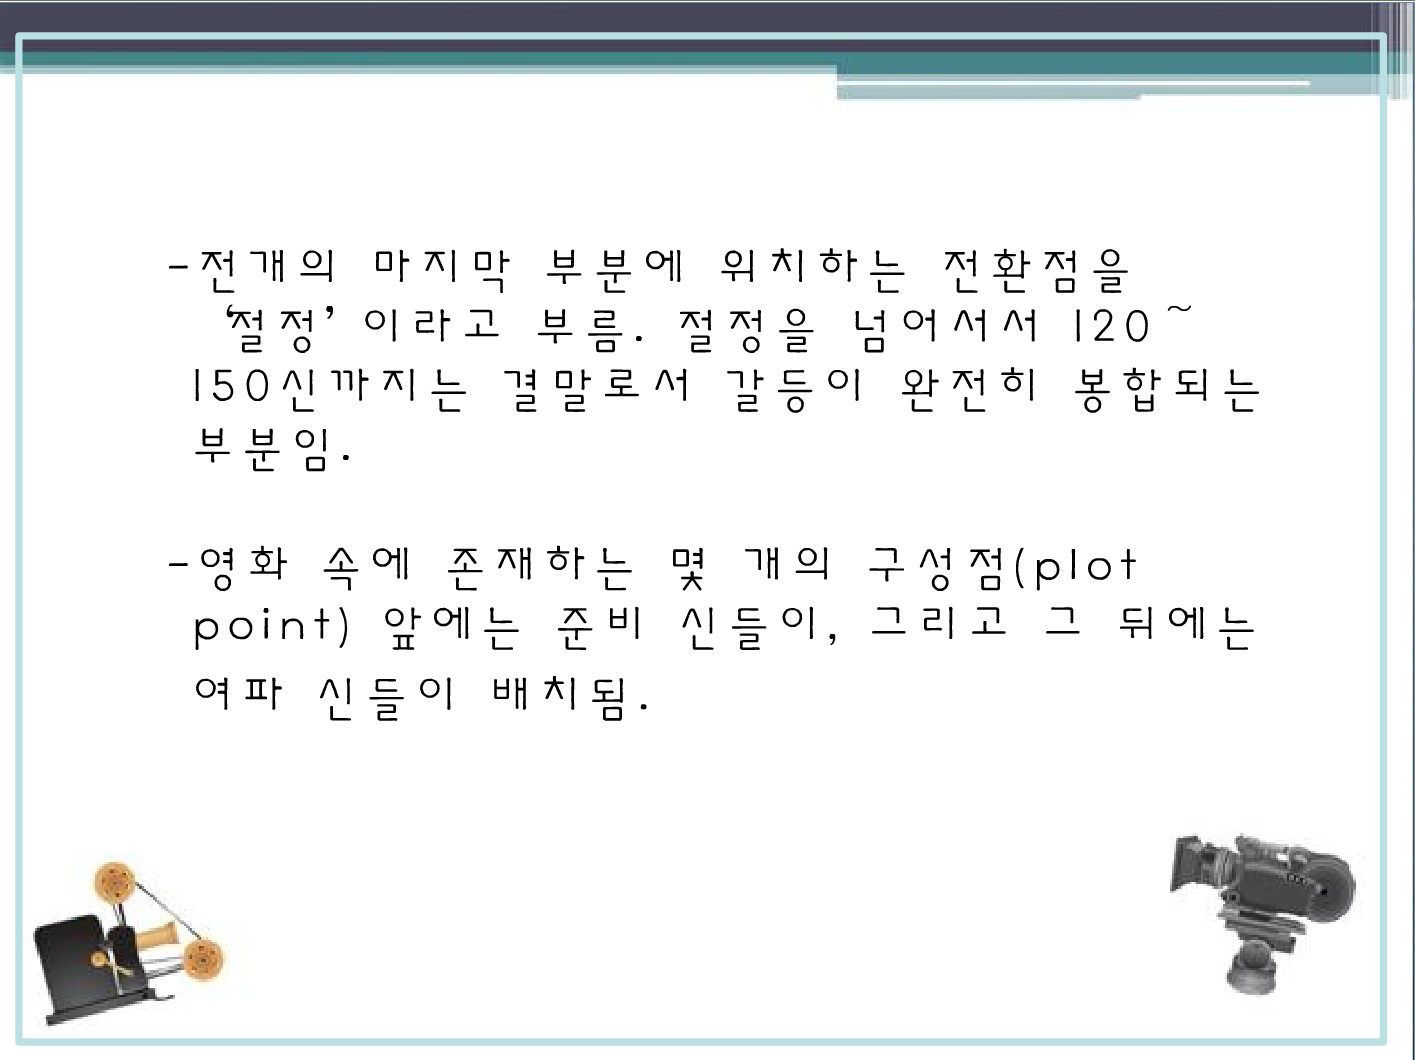 -전개의 마지막 부분에 위치하는 전환점을
‘절정’이라고 부름. 절정을 넘어서서 120~
150신까지는 결말로서 갈등이 완전히 봉합되는
부분임.
-영화 속에 존재하는 몇 개의 구성점(plot
point) 앞에는 준비 신들이, 그리고 그 뒤에는
여파 신들이 배치됨.